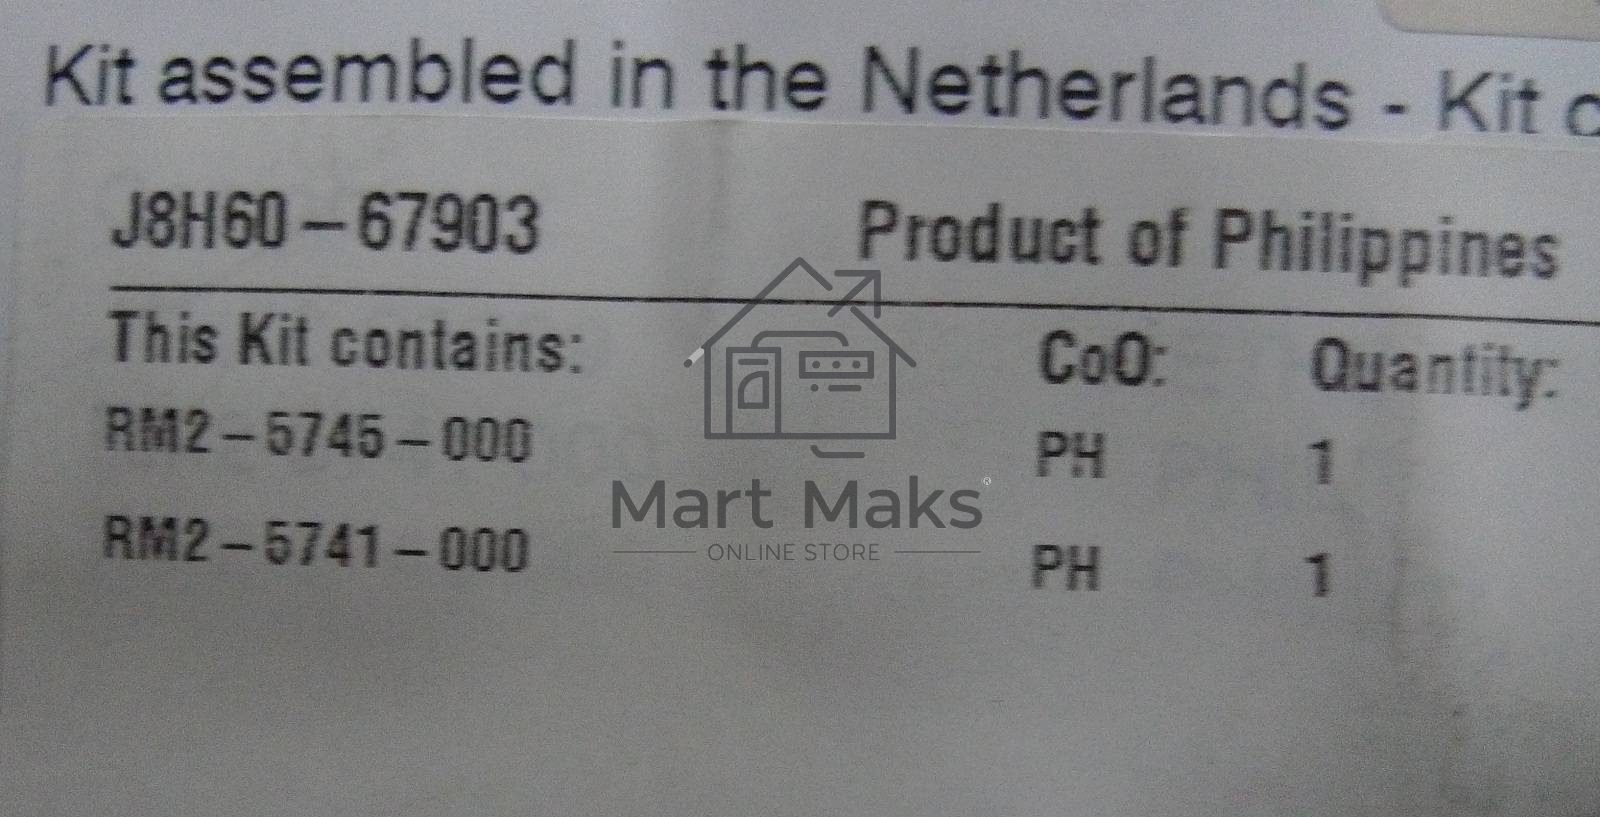 Kit assembled in the Netherlands - Kit
J8H60-67903 Product of Philippines
This Kit contains: CoO: Quantity:
RM2-5745-000 PH 1
RM2-5741-000 PH 1
Mart Maks®
ONLINE STORE